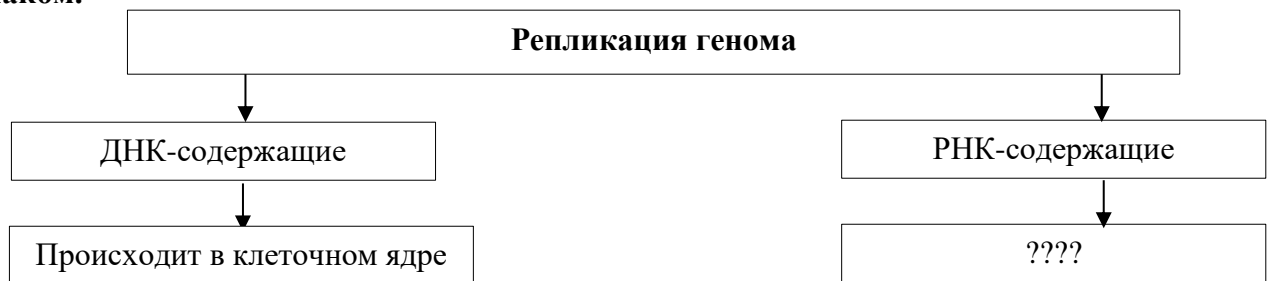 Репликация генома
ДНК-содержащие
РНК-содержащие
Происходит в клеточном ядре
????